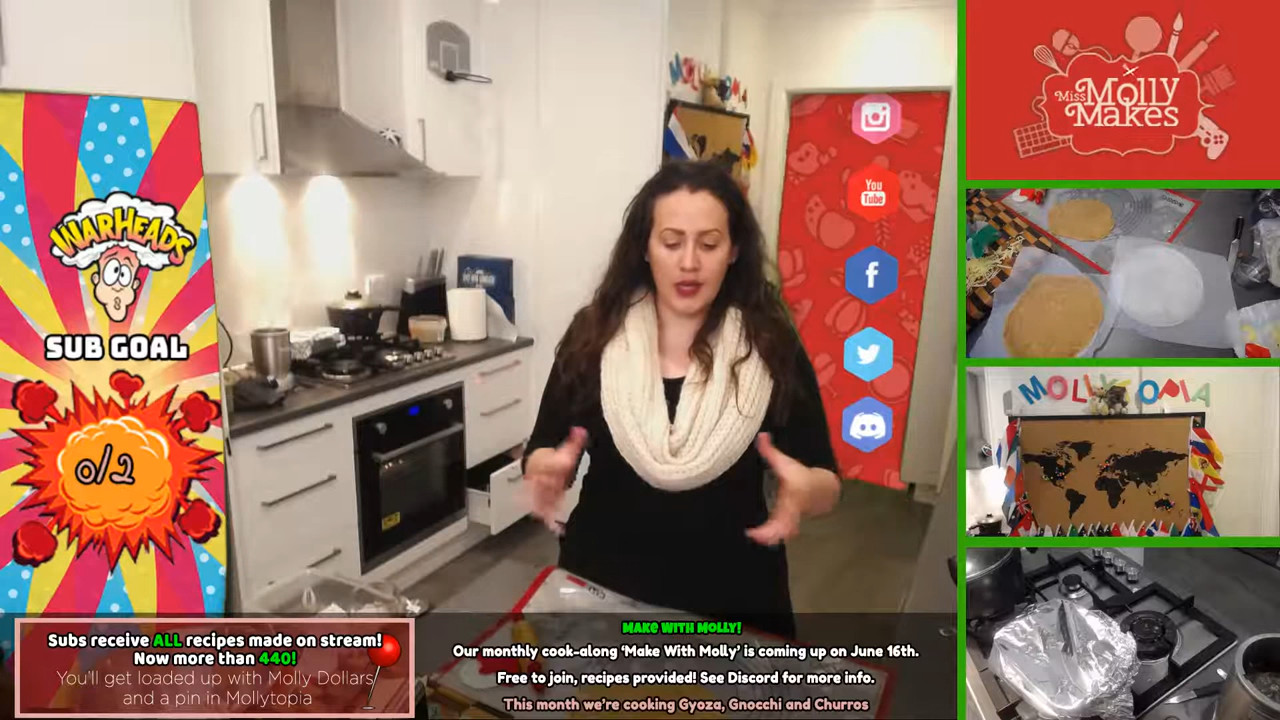 WARHEADS
SUB GOAL
0/2
Subs receive ALL recipes made on stream!
Now more than 440!
You'll get loaded up with Molly Dollars
and a pin in Mollytopia
MAKE WITH MOLLY!
Our monthly cook-along ‘Make With Molly’ is coming up on June 16th.
Free to join, recipes provided! See Discord for more info.
This month we're cooking Gyoza, Gnocchi and Churros
You
Tube
Miss
Molly
Makes
MOLLYTOPIA